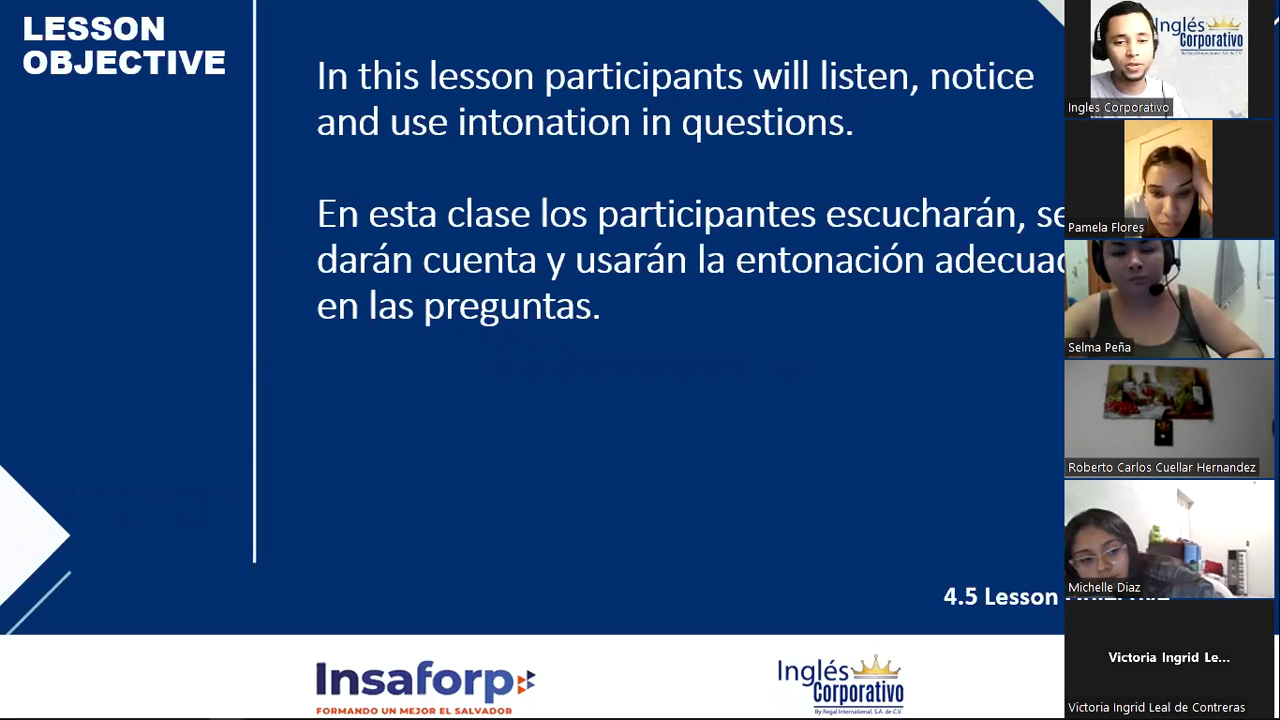 LESSON
OBJECTIVE
In this lesson participants will listen, notice
and use intonation in questions.
En esta clase los participantes escucharán, se
darán cuenta y usarán la entonación adecuad
en las preguntas.
4.5 Lesson
Insaforp
FORMANDO UN MEJOR EL SALVADOR
Inglés
Corporativo
By Regal International, S.A. de C.V.
Inglés
Corporativo
Ingles Corporativo
Pamela Flores
Selma Peña
Roberto Carlos Cuellar Hernandez
Michelle Diaz
Victoria Ingrid Le...
Victoria Ingrid Leal de Contreras